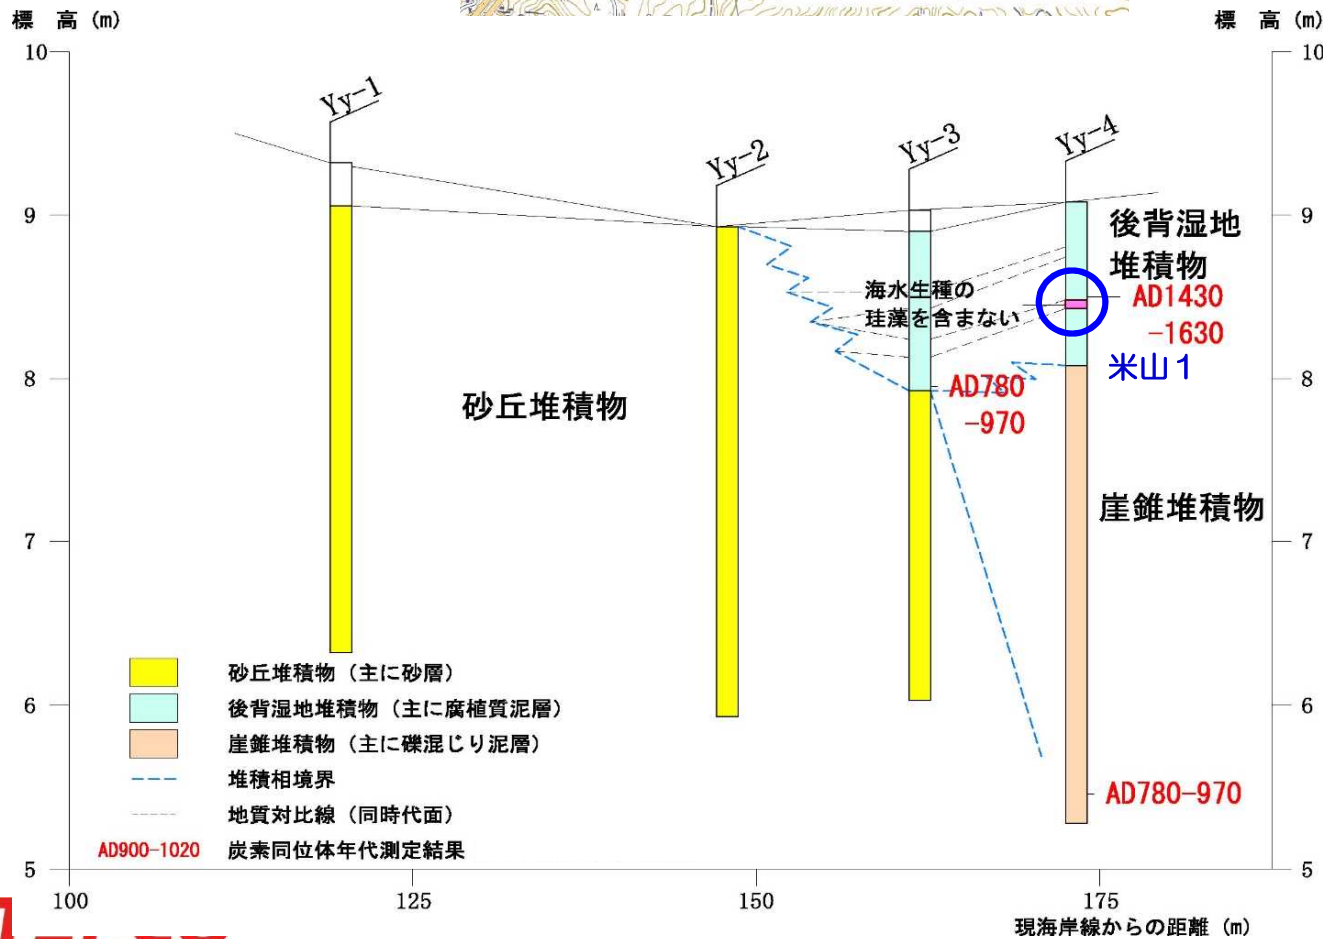 標　高（m）
標　高（m）
10
10
Yy-1
Yy-2
Yy-3
Yy-4
9
9
後背湿地
堆積物
海水生種の
珪藻を含まない
AD1430
-1630
米山１
8
8
AD780
-970
砂丘堆積物
崖錐堆積物
7
7
砂丘堆積物（主に砂層）
6
6
後背湿地堆積物（主に腐植質泥層）
崖錐堆積物（主に礫混じり泥層）
堆積相境界
AD780-970
地質対比線（同時代面）
AD900-1020 炭素同位体年代測定結果
5
5
100
125
150
175
現海岸線からの距離（m）